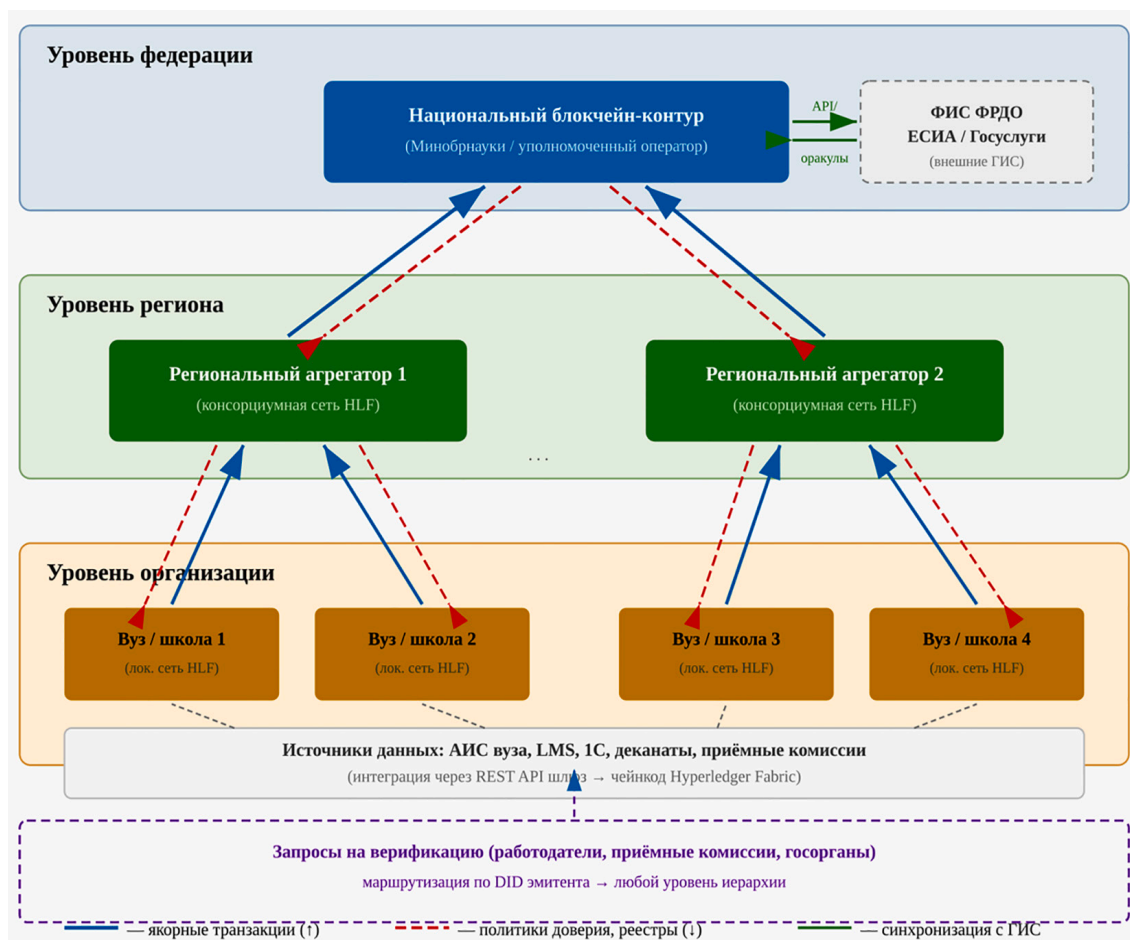 Уровень федерации
Национальный блокчейн-контур
(Минобрнауки / уполномоченный оператор)
API/
оракулы
ФИС ФРДО
ЕСИА / Госуслуги
(внешние ГИС)
Уровень региона
Региональный агрегатор 1
(консорциумная сеть HLF)
Региональный агрегатор 2
(консорциумная сеть HLF)
. . .
Уровень организации
Вуз / школа 1
(лок. сеть HLF)
Вуз / школа 2
(лок. сеть HLF)
Вуз / школа 3
(лок. сеть HLF)
Вуз / школа 4
(лок. сеть HLF)
Источники данных: АИС вуза, LMS, 1С, деканаты, приёмные комиссии
(интеграция через REST API шлюз → чейнкод Hyperledger Fabric)
Запросы на верификацию (работодатели, приёмные комиссии, госорганы)
маршрутизация по DID эмитента → любой уровень иерархии
— якорные транзакции (↑)
— политики доверия, реестры (↓)
— синхронизация с ГИС